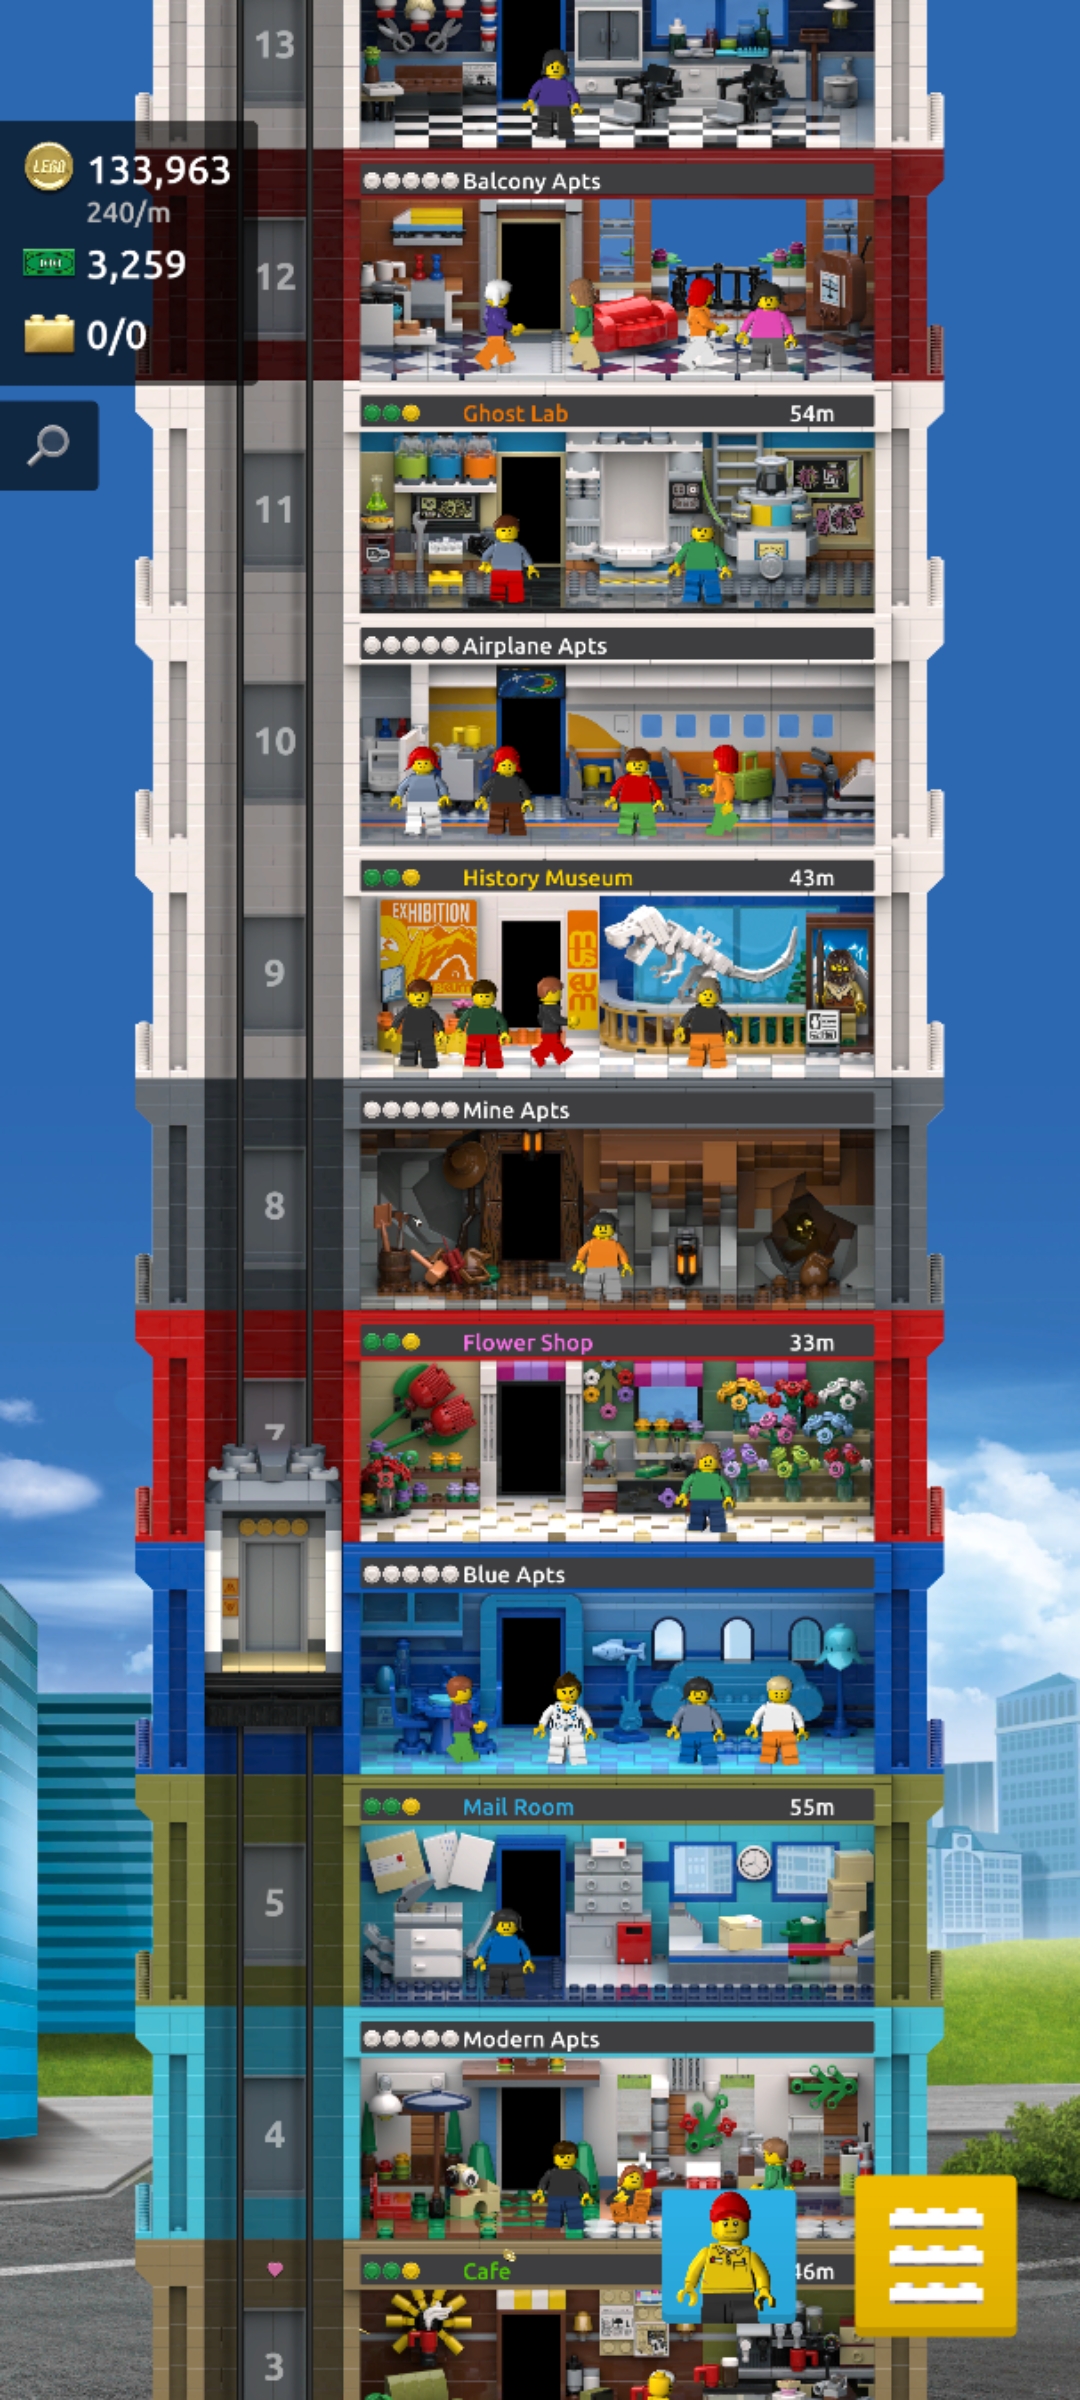 13
LEGO
133,963
240/m
3,259
0/0
Balcony Apts
12
Ghost Lab 54m
11
Airplane Apts
10
History Museum 43m
EXHIBITION
MUSEUM
9
Mine Apts
8
Flower Shop 33m
7
Blue Apts
Mail Room 55m
5
Modern Apts
4
Cafe 46m
3